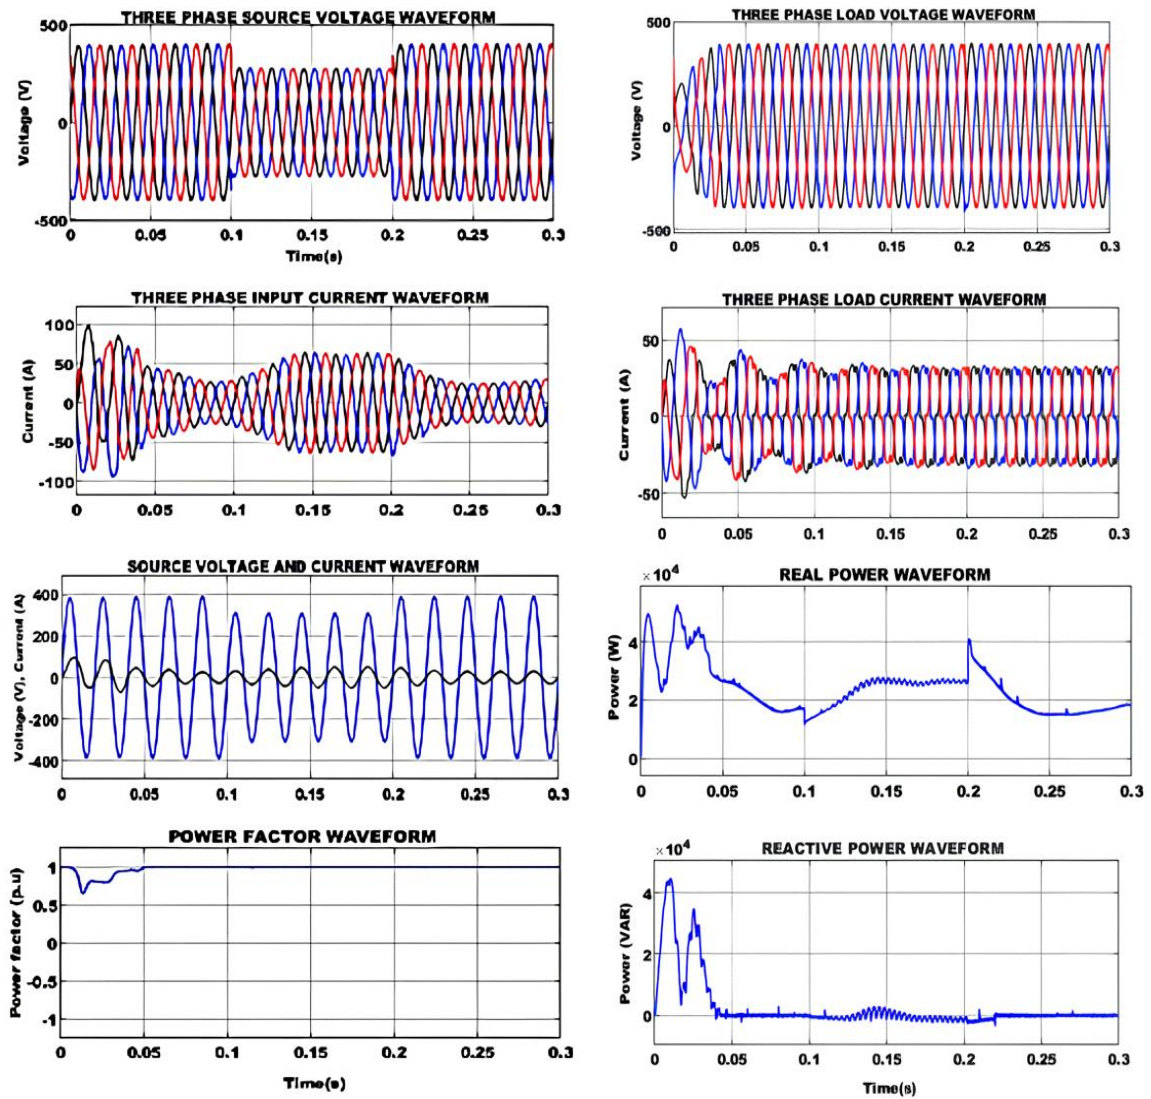 THREE PHASE SOURCE VOLTAGE WAVEFORM
500
0
-500
Voltage (V)
0 0.05 0.1 0.15 0.2 0.25 0.3
Time(s)
THREE PHASE LOAD VOLTAGE WAVEFORM
500
0
-500
Voltage (V)
0 0.05 0.1 0.15 0.2 0.25 0.3
THREE PHASE INPUT CURRENT WAVEFORM
100
50
0
-50
-100
Current (A)
0 0.05 0.1 0.15 0.2 0.25 0.3
THREE PHASE LOAD CURRENT WAVEFORM
50
0
-50
Current (A)
0 0.05 0.1 0.15 0.2 0.25 0.3
SOURCE VOLTAGE AND CURRENT WAVEFORM
400
200
0
-200
-400
Voltage (V), Current (A)
0 0.05 0.1 0.15 0.2 0.25 0.3
REAL POWER WAVEFORM
×10⁴
4
2
0
Power (W)
0 0.05 0.1 0.15 0.2 0.25 0.3
POWER FACTOR WAVEFORM
1
0.5
0
-0.5
-1
Power factor (p.u)
0 0.05 0.1 0.15 0.2 0.25 0.3
Time(s)
REACTIVE POWER WAVEFORM
×10⁴
4
2
0
Power (VAR)
0 0.05 0.1 0.15 0.2 0.25 0.3
Time(s)